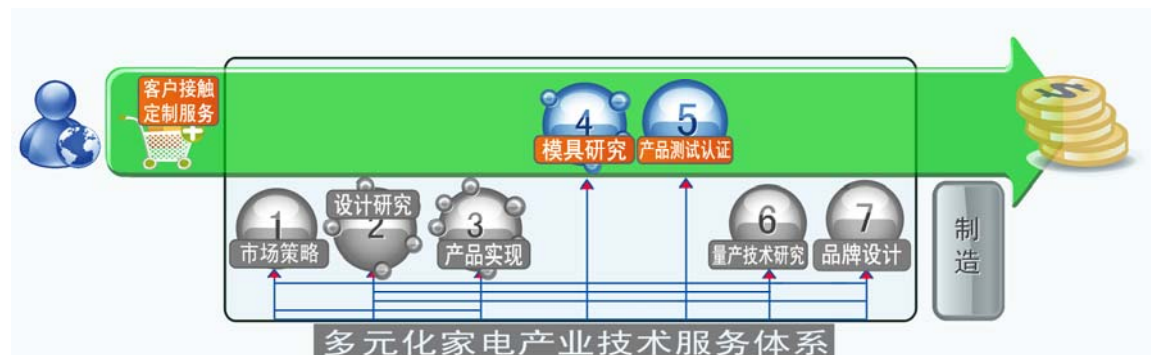 客户接触
定制服务
4
模具研究
5
产品测试认证
1
市场策略
设计研究
2
3
产品实现
6
量产技术研究
7
品牌设计
制
造
多元化家电产业技术服务体系
$